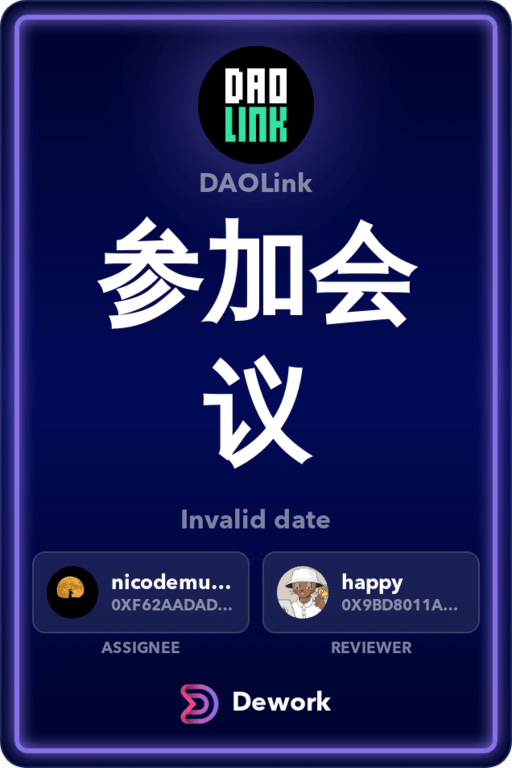 DAO
LINK
DAOLink
参加会
议
Invalid date
nicodemu...
0XF62AADAD...
ASSIGNEE
happy
0X9BD8011A...
REVIEWER
Dework